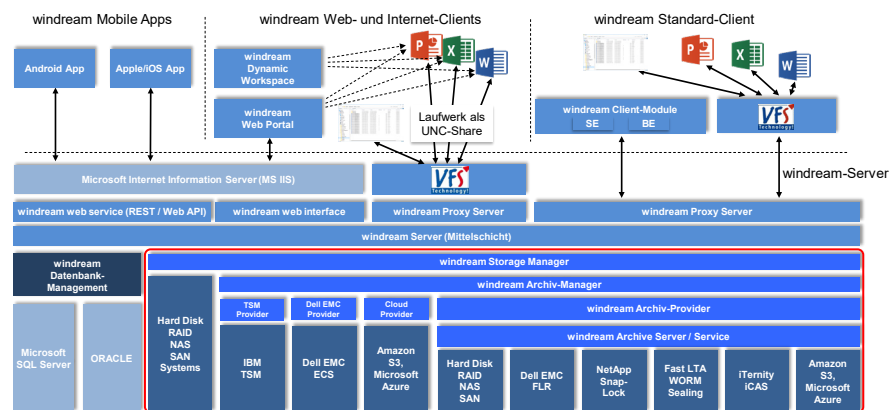 windream Mobile Apps
windream Web- und Internet-Clients
windream Standard-Client
Android App
Apple/iOS App
windream
Dynamic
Workspace
windream
Web Portal
P
X
W
Laufwerk als
UNC-Share
P
X
W
windream Client-Module
SE
BE
VFS
Technology!
windream-Server
Microsoft Internet Information Server (MS IIS)
VFS
Technology!
windream web service (REST / Web API)
windream web interface
windream Proxy Server
windream Proxy Server
windream Server (Mittelschicht)
windream
Datenbank-
Management
Microsoft
SQL Server
ORACLE
windream Storage Manager
windream Archiv-Manager
Hard Disk
RAID
NAS
SAN
Systems
TSM
Provider
Dell EMC
Provider
Cloud
Provider
windream Archiv-Provider
windream Archive Server / Service
IBM
TSM
Dell EMC
ECS
Amazon
S3,
Microsoft
Azure
Hard Disk
RAID
NAS
SAN
Dell EMC
FLR
NetApp
Snap-
Lock
Fast LTA
WORM
Sealing
iTernity
iCAS
Amazon
S3,
Microsoft
Azure